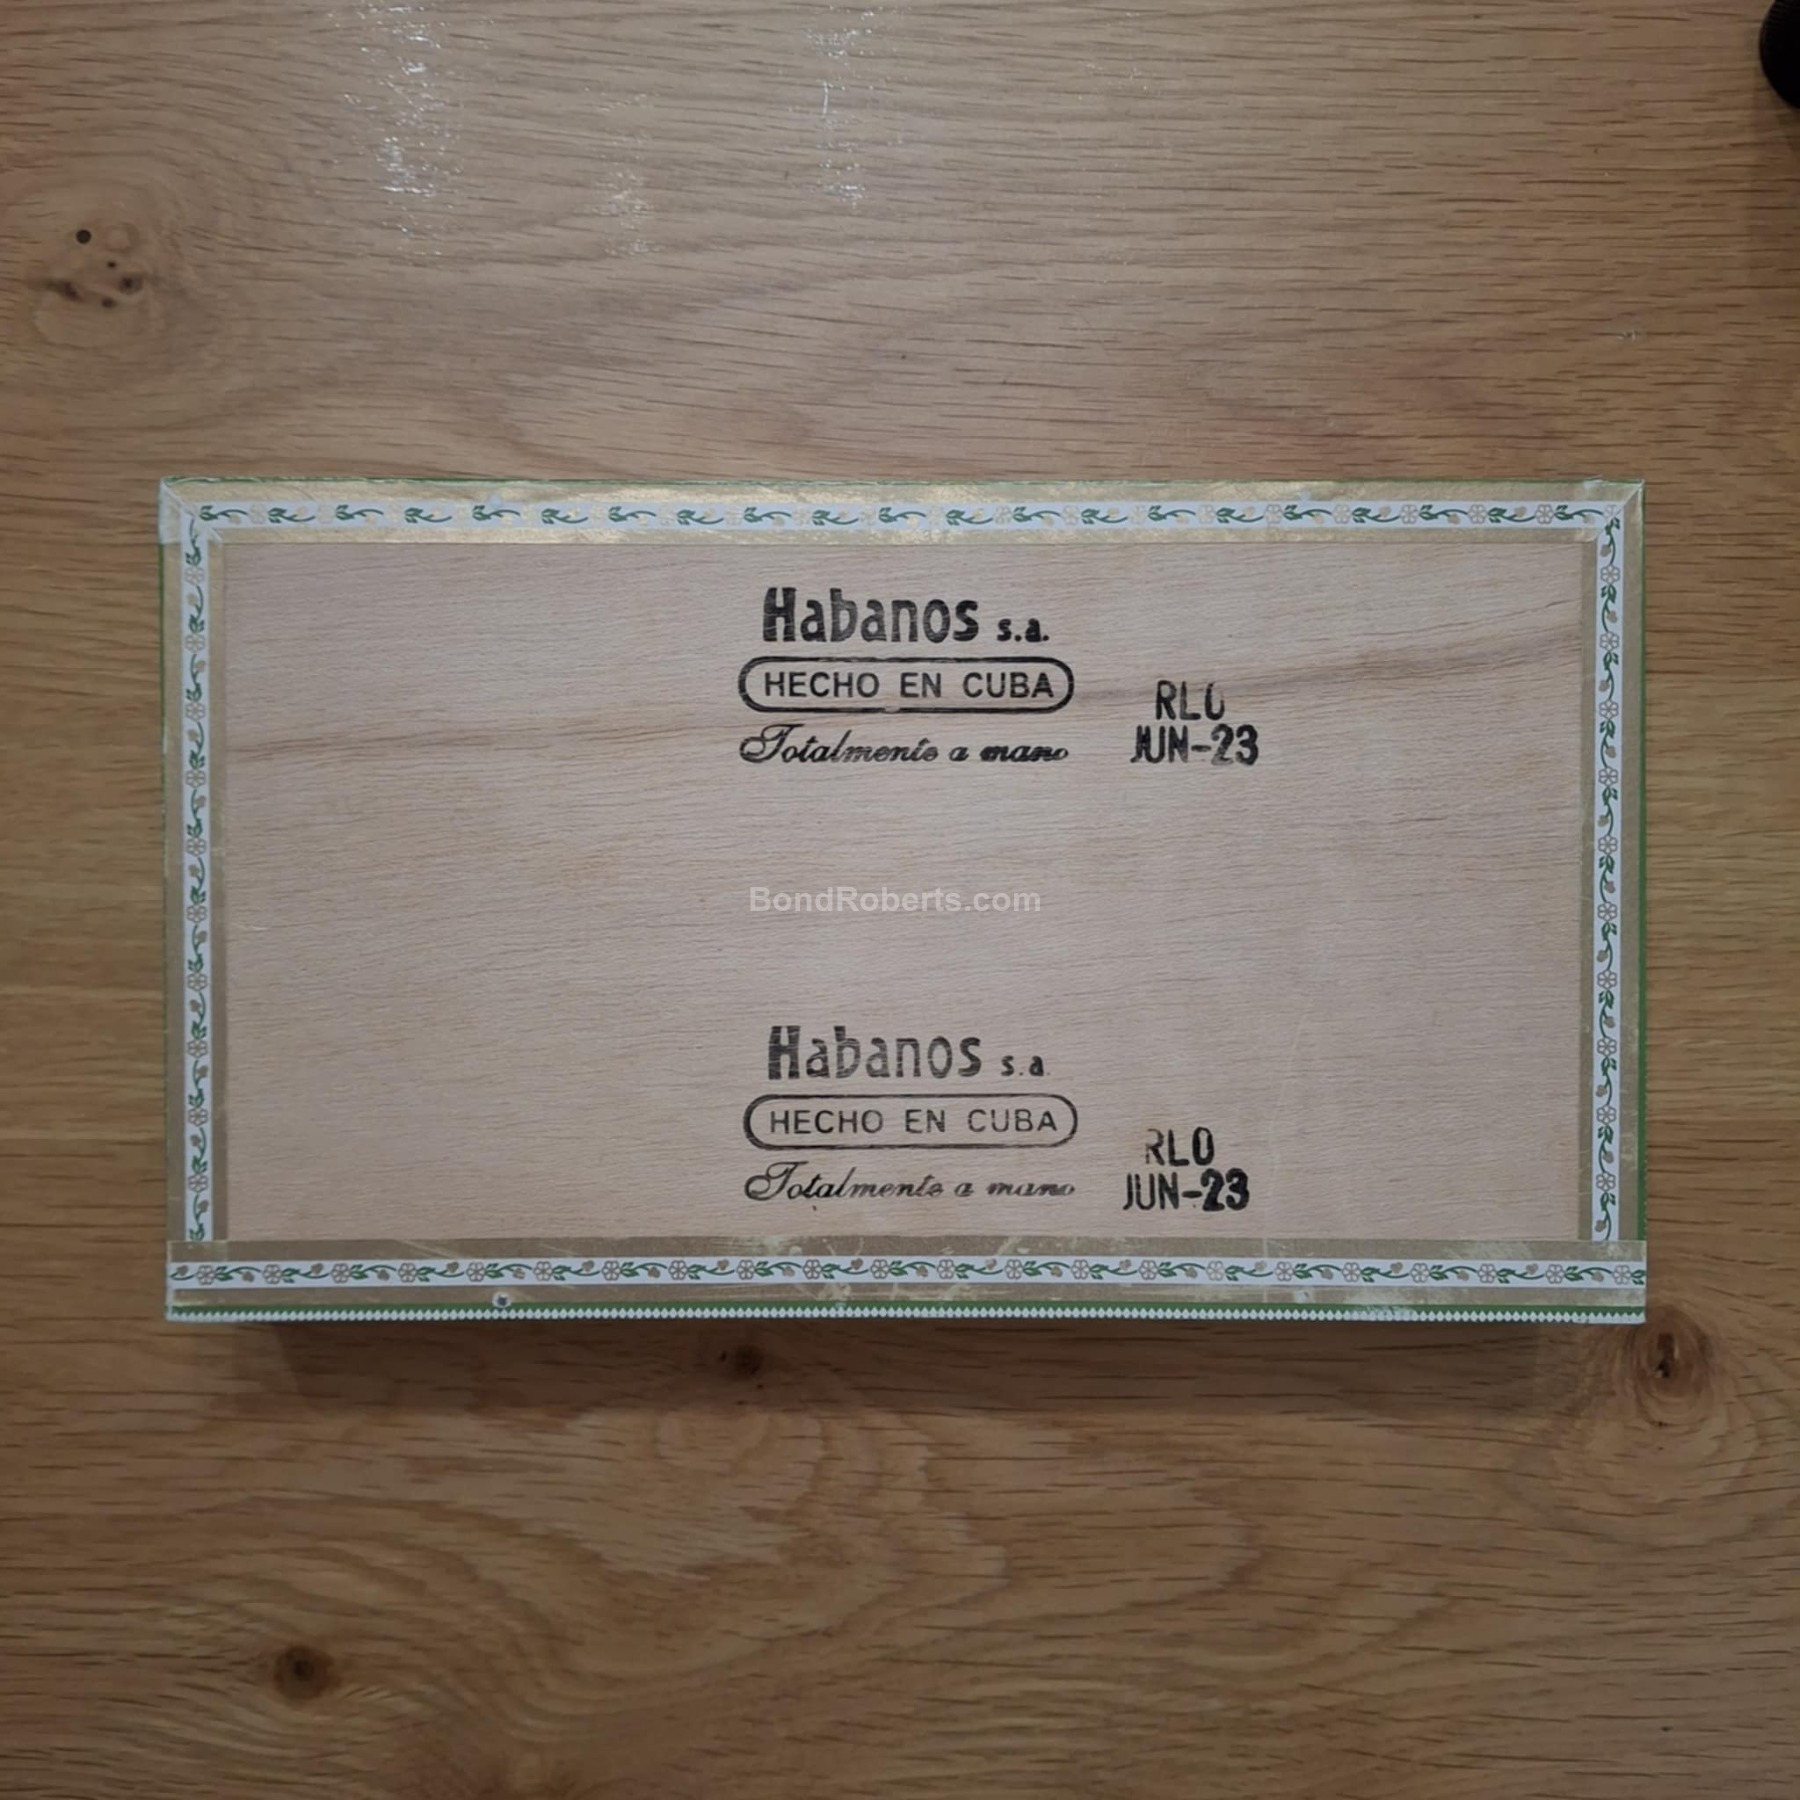 Habanos s.a.
HECHO EN CUBA
Totalmente a mano
RLO
JUN-23
BondRoberts.com
Habanos s.a.
HECHO EN CUBA
Totalmente a mano
RLO
JUN-23